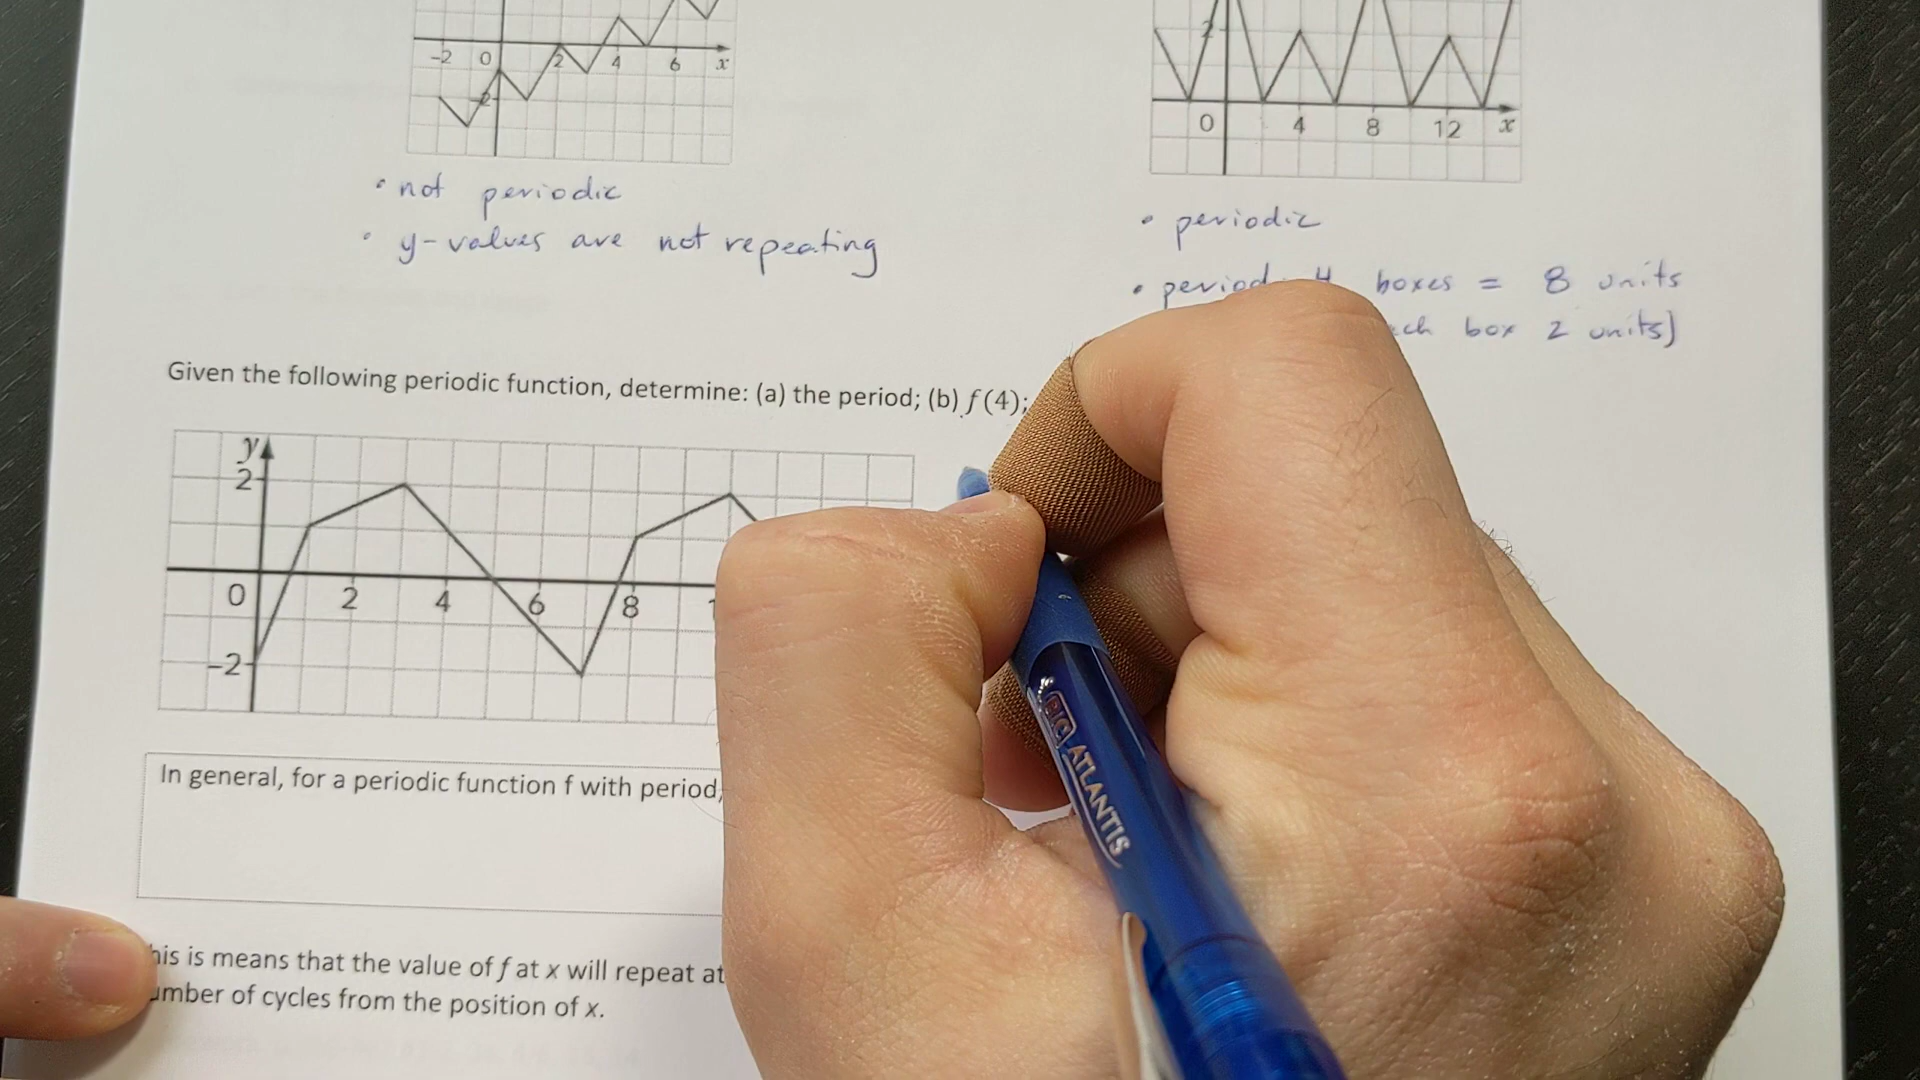 -2 0 2 4 6 x
-2
2
0 4 8 12 x
• not periodic
• y-values are not repeating
• periodic
• period 4 boxes = 8 units
box 2 units)
Given the following periodic function, determine: (a) the period; (b) f(4);
y
2
0 2 4 6 8
-2
In general, for a periodic function f with period,
his is means that the value of f at x will repeat at
umber of cycles from the position of x.
BIC ATLANTIS